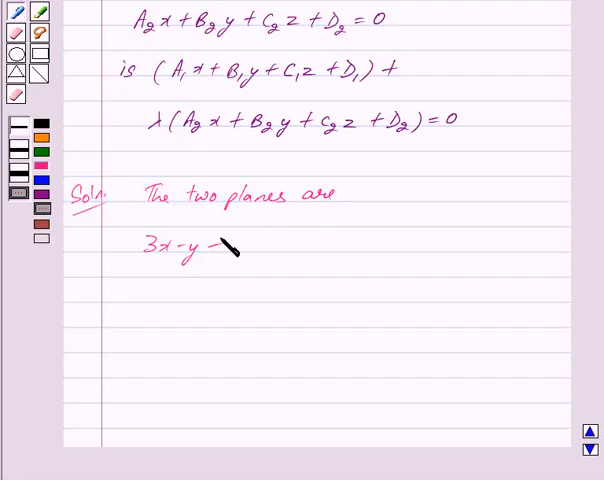 A₂x + B₂y + C₂z + D₂ = 0
is (A₁x + B₁y + C₁z + D₁) +
λ(A₂x + B₂y + C₂z + D₂) = 0
Soln. The two planes are
3x - y -